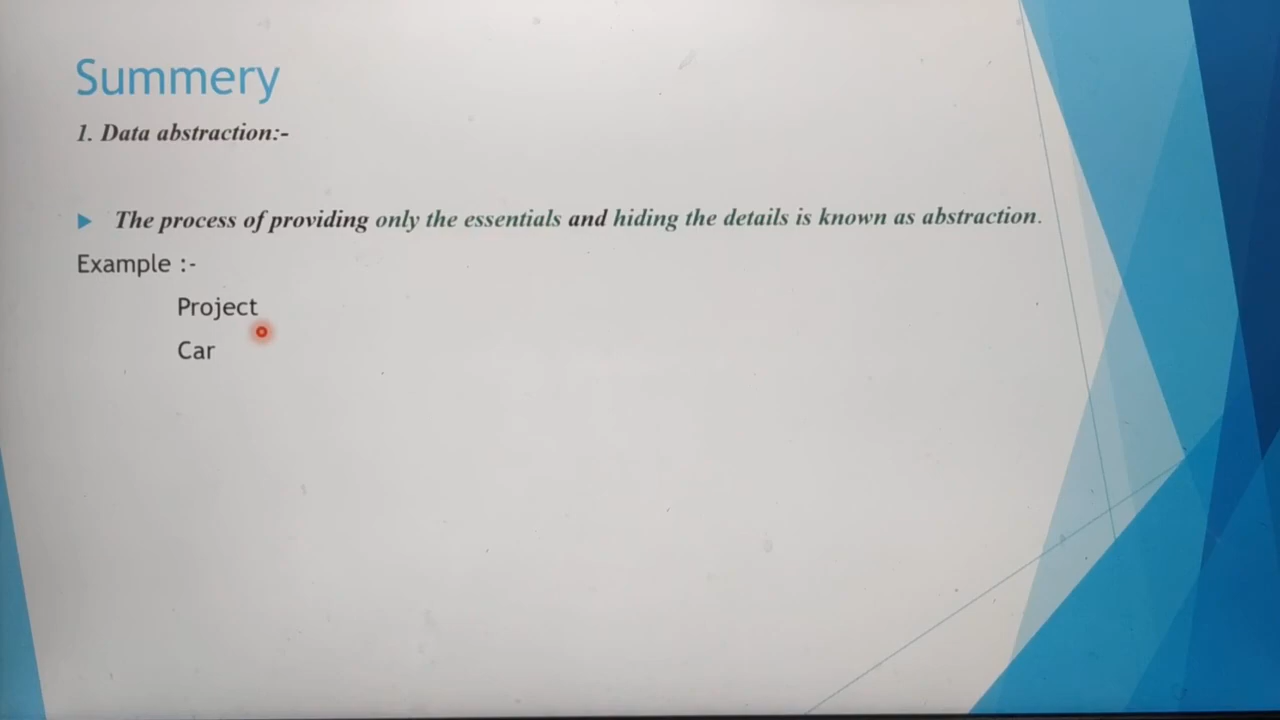 Summery
1. Data abstraction:-
The process of providing only the essentials and hiding the details is known as abstraction.
Example :-
Project
Car